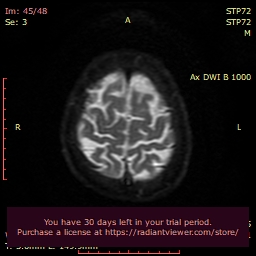 Im: 45/48
Se: 3
STP72
STP72
M
A
Ax DWI B 1000
R
L
You have 30 days left in your trial period.
Purchase a license at https://radiantviewer.com/store/